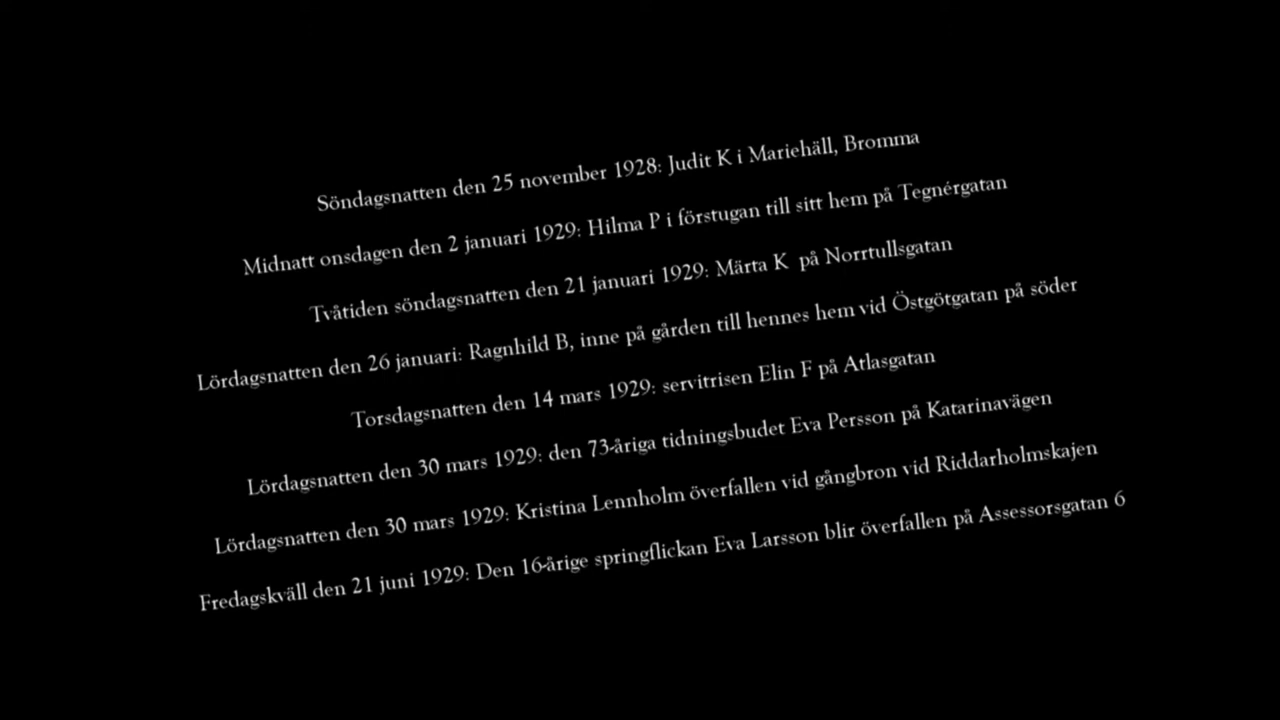 Söndagsnatten den 25 november 1928: Judit K i Mariehäll, Bromma
Midnatt onsdagen den 2 januari 1929: Hilma P i förstugan till sitt hem på Tegnérgatan
Tvåtiden söndagsnatten den 21 januari 1929: Märta K på Norrtullsgatan
Lördagsnatten den 26 januari: Ragnhild B, inne på gården till hennes hem vid Östgötgatan på söder
Torsdagsnatten den 14 mars 1929: servitrisen Elin F på Atlasgatan
Lördagsnatten den 30 mars 1929: den 73-åriga tidningsbudet Eva Persson på Katarinavägen
Lördagsnatten den 30 mars 1929: Kristina Lennholm överfallen vid gångbron vid Riddarholmskajen
Fredagskväll den 21 juni 1929: Den 16-årige springflickan Eva Larsson blir överfallen på Assessorsgatan 6